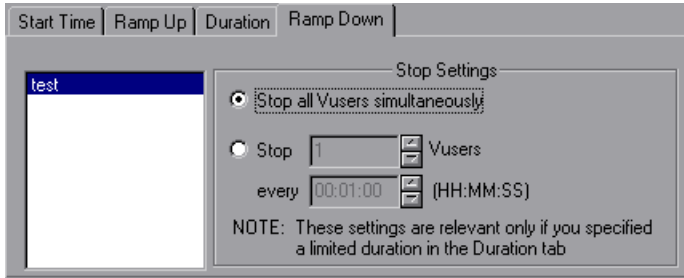 Start Time Ramp Up Duration Ramp Down
test
Stop Settings
Stop all Vusers simultaneously
Stop 1 Vusers
every 00:01:00 (HH:MM:SS)
NOTE: These settings are relevant only if you specified
a limited duration in the Duration tab